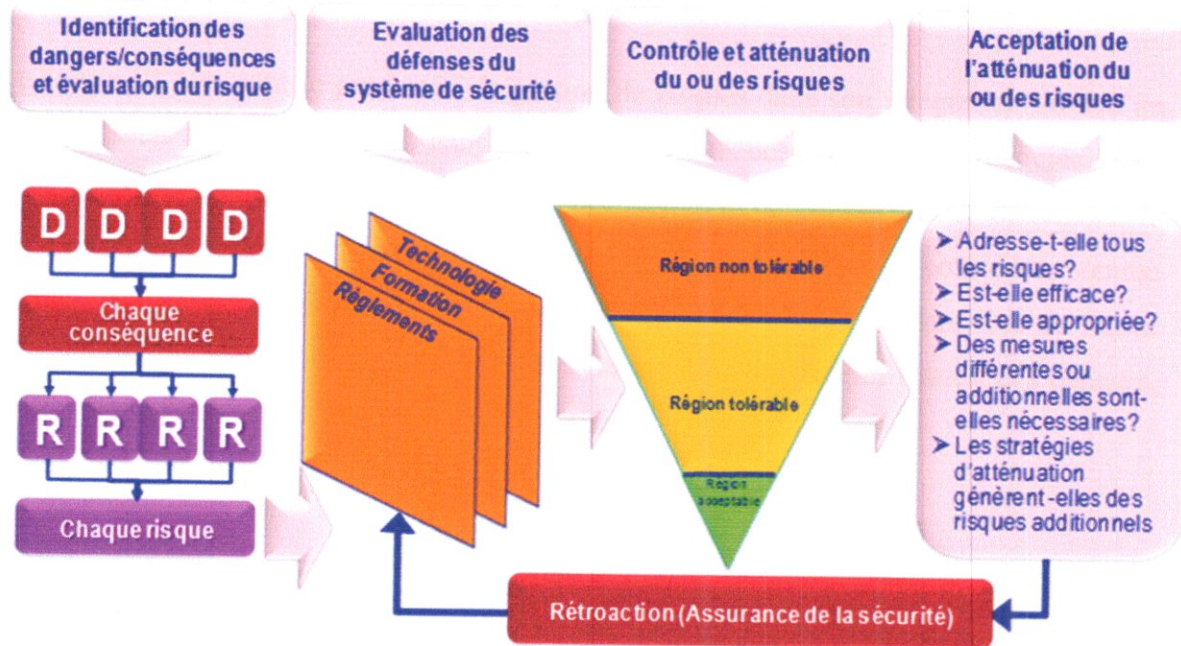 Identification des
dangers/conséquences
et évaluation du risque
Evaluation des
défenses du
système de sécurité
Contrôle et atténuation
du ou des risques
Acceptation de
l'atténuation du
ou des risques
D D D D
Chaque
conséquence
R R R R
Chaque risque
Technologie
Formation
Règlements
Région non tolérable
Région tolérable
Région
acceptable
➤ Adresse-t-elle tous
les risques?
➤ Est-elle efficace?
➤ Est-elle appropriée?
➤ Des mesures
différentes ou
additionnelles sont-
elles nécessaires?
➤ Les stratégies
d'atténuation
génèrent-elles des
risques additionnels
Rétroaction (Assurance de la sécurité)